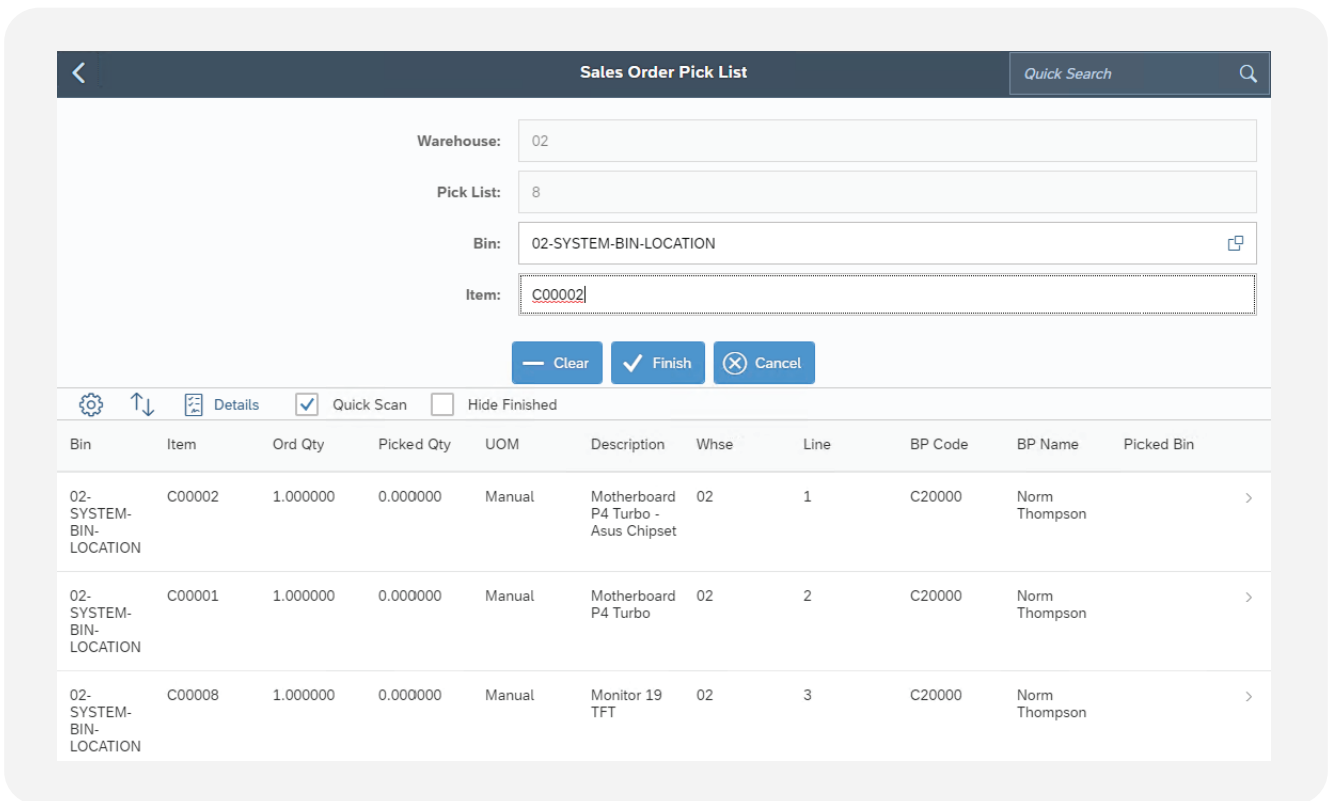 Sales Order Pick List
Quick Search
Warehouse: 02
Pick List: 8
Bin: 02-SYSTEM-BIN-LOCATION
Item: C00002
Clear Finish Cancel
Details Quick Scan Hide Finished
Bin Item Ord Qty Picked Qty UOM Description Whse Line BP Code BP Name Picked Bin
02- C00002 1.000000 0.000000 Manual Motherboard 02 1 C20000 Norm
SYSTEM- P4 Turbo - Thompson
BIN- Asus Chipset
LOCATION
02- C00001 1.000000 0.000000 Manual Motherboard 02 2 C20000 Norm
SYSTEM- P4 Turbo Thompson
BIN-
LOCATION
02- C00008 1.000000 0.000000 Manual Monitor 19 02 3 C20000 Norm
SYSTEM- TFT Thompson
BIN-
LOCATION